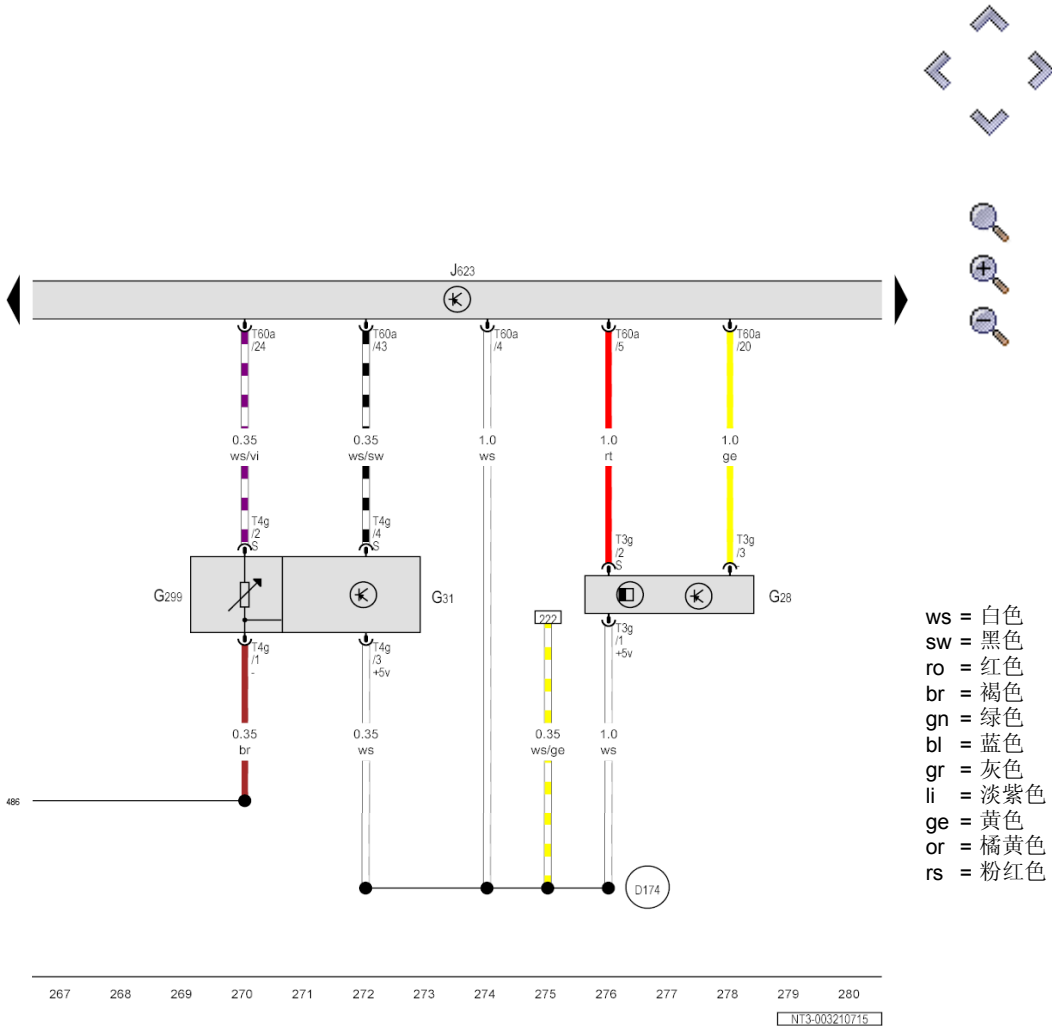 J623
T60a
/24
T60a
/43
T60a
/4
T60a
/5
T60a
/20
0.35
ws/vi
0.35
ws/sw
1.0
ws
1.0
rt
1.0
ge
T4g
/2
S
T4g
/4
S
T3g
/2
S
T3g
/3
-
G299
G31
G28
222
T4g
/1
-
T4g
/3
+5v
T3g
/1
+5v
0.35
br
0.35
ws
0.35
ws/ge
1.0
ws
486
D174
267 268 269 270 271 272 273 274 275 276 277 278 279 280
NT3-003210715
ws = 白色
sw = 黑色
ro = 红色
br = 褐色
gn = 绿色
bl = 蓝色
gr = 灰色
li = 淡紫色
ge = 黄色
or = 橘黄色
rs = 粉红色